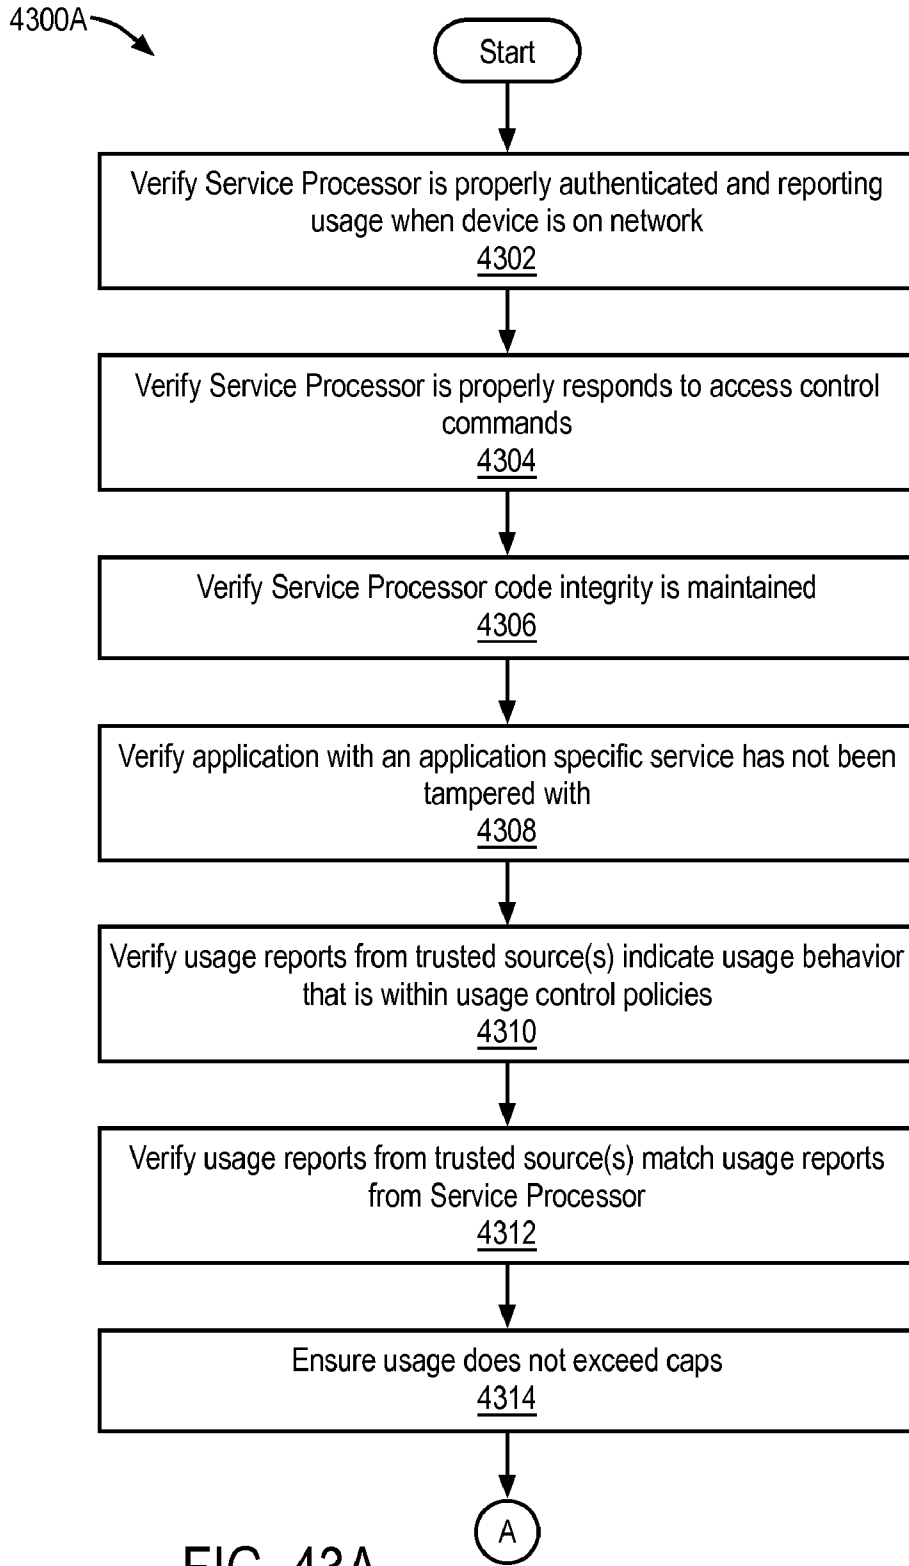 4300A
Start
Verify Service Processor is properly authenticated and reporting
usage when device is on network
4302
Verify Service Processor is properly responds to access control
commands
4304
Verify Service Processor code integrity is maintained
4306
Verify application with an application specific service has not been
tampered with
4308
Verify usage reports from trusted source(s) indicate usage behavior
that is within usage control policies
4310
Verify usage reports from trusted source(s) match usage reports
from Service Processor
4312
Ensure usage does not exceed caps
4314
A
FIG. 43A